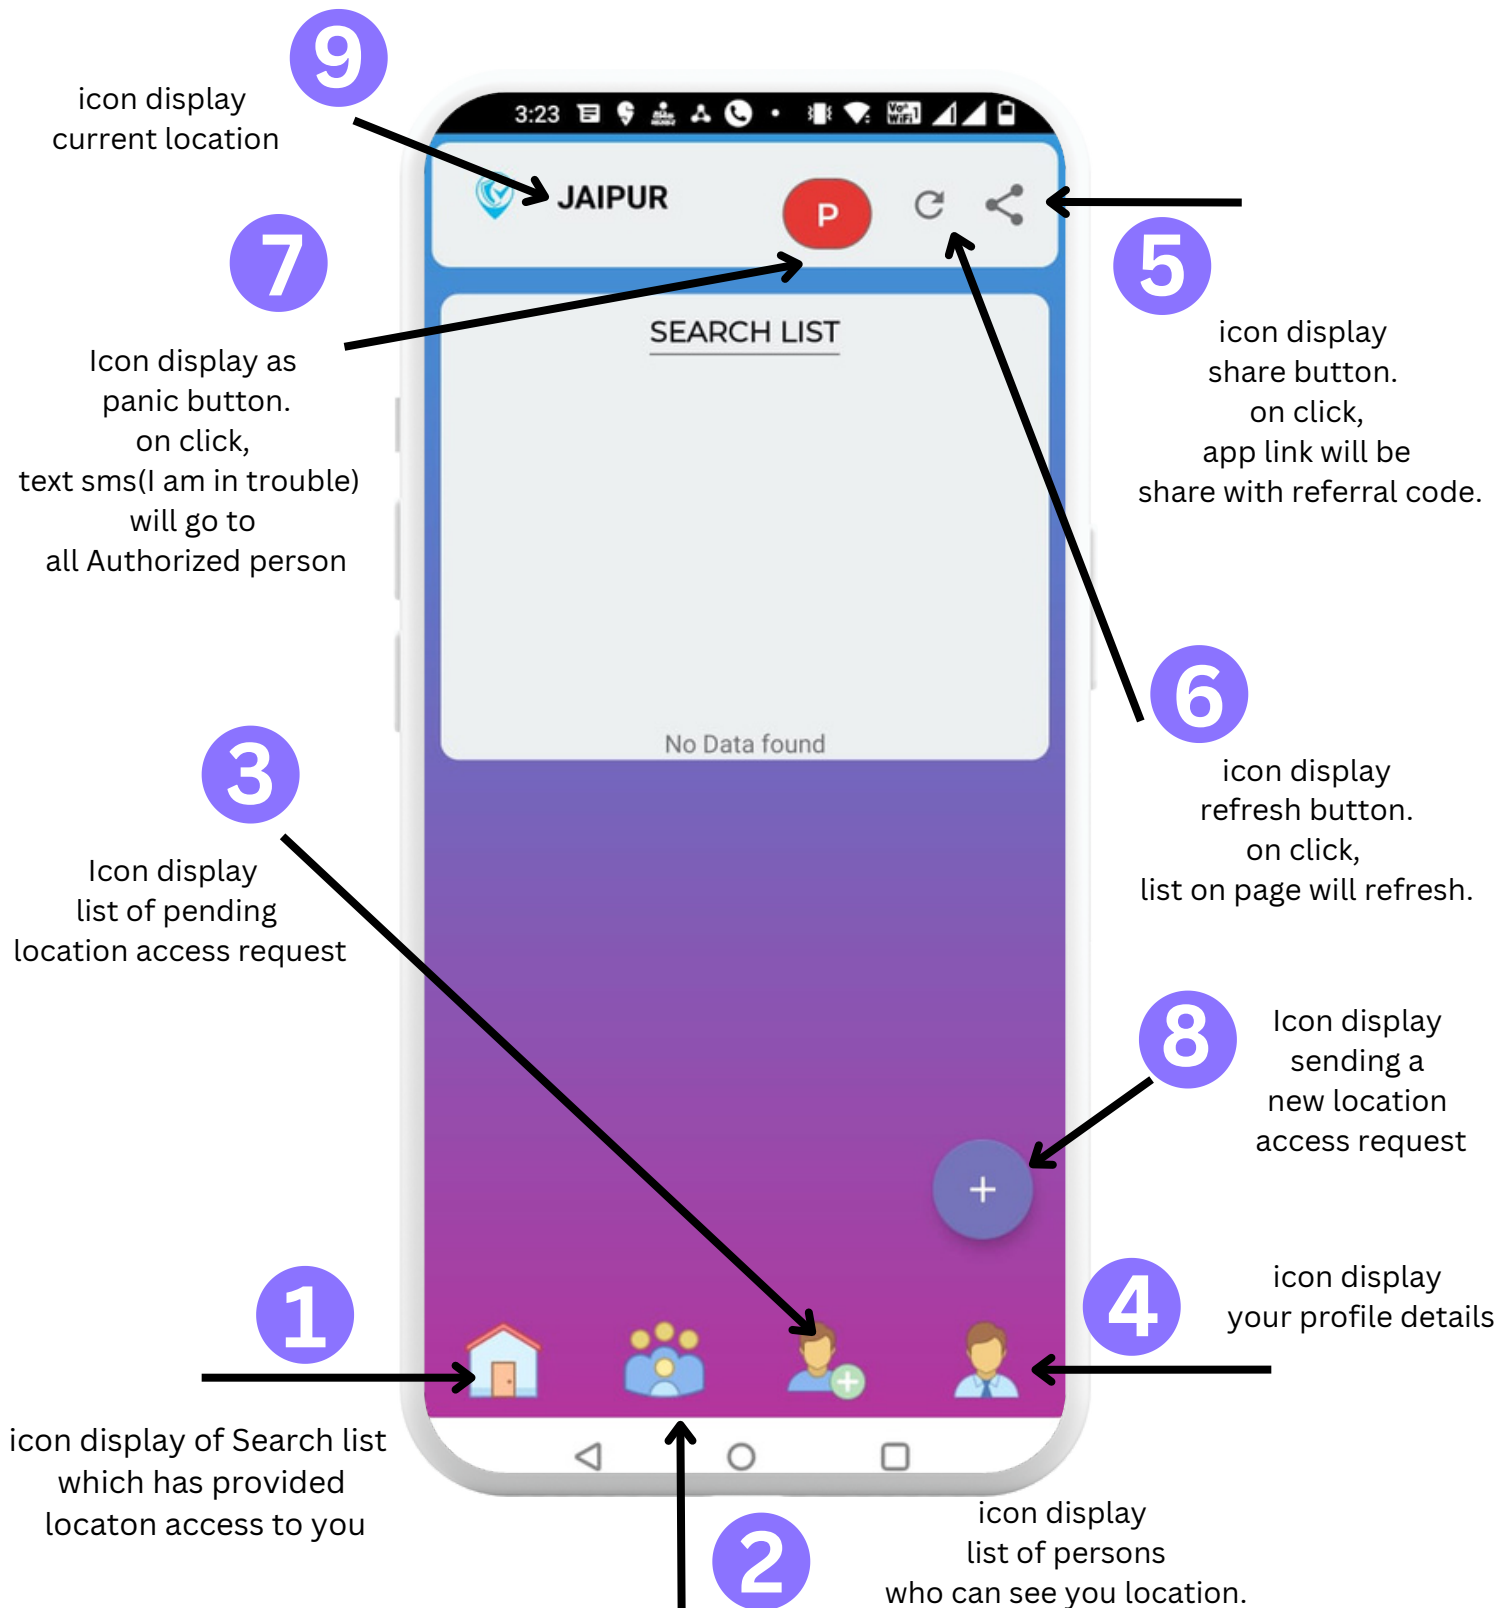 9
icon display
current location
3:23
VoD
WiFi 1
JAIPUR
P
7
Icon display as
panic button.
on click,
text sms(I am in trouble)
will go to
all Authorized person
5
icon display
share button.
on click,
app link will be
share with referral code.
SEARCH LIST
No Data found
6
icon display
refresh button.
on click,
list on page will refresh.
3
Icon display
list of pending
location access request
8
Icon display
sending a
new location
access request
+
1
icon display of Search list
which has provided
locaton access to you
4
icon display
your profile details
2
icon display
list of persons
who can see you location.